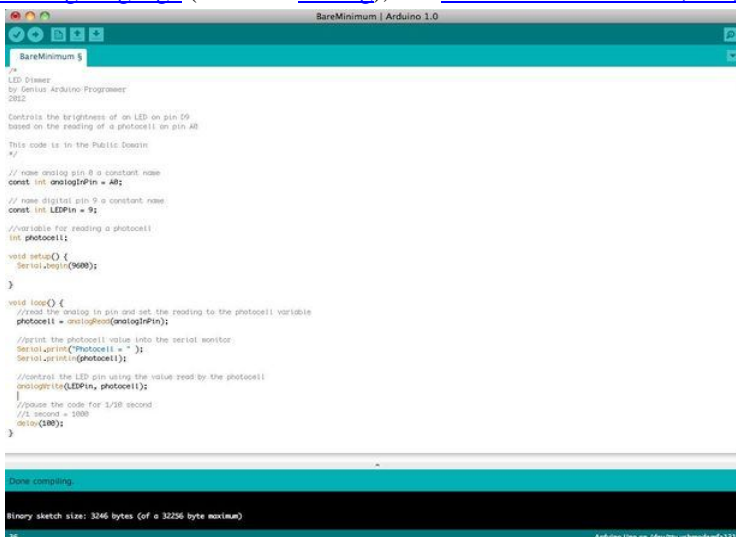 BareMinimum | Arduino 1.0
BareMinimum §
/*
LED Dimmer
by Genius Arduino Programmer
2012
Controls the brightness of an LED on pin D9
based on the reading of a photocell on pin A0
This code is in the Public Domain
*/
// name analog pin 0 a constant name
const int analogInPin = A0;
// name digital pin 9 a constant name
const int LEDPin = 9;
//variable for reading a photocell
int photocell;
void setup() {
Serial.begin(9600);
}
void loop() {
//read the analog in pin and set the reading to the photocell variable
photocell = analogRead(analogInPin);
//print the photocell value into the serial monitor
Serial.print("Photocell = " );
Serial.println(photocell);
//control the LED pin using the value read by the photocell
analogWrite(LEDPin, photocell);
//pause the code for 1/10 second
//1 second = 1000
delay(100);
}
Done compiling.
Binary sketch size: 3246 bytes (of a 32256 byte maximum)
36
Arduino Uno on